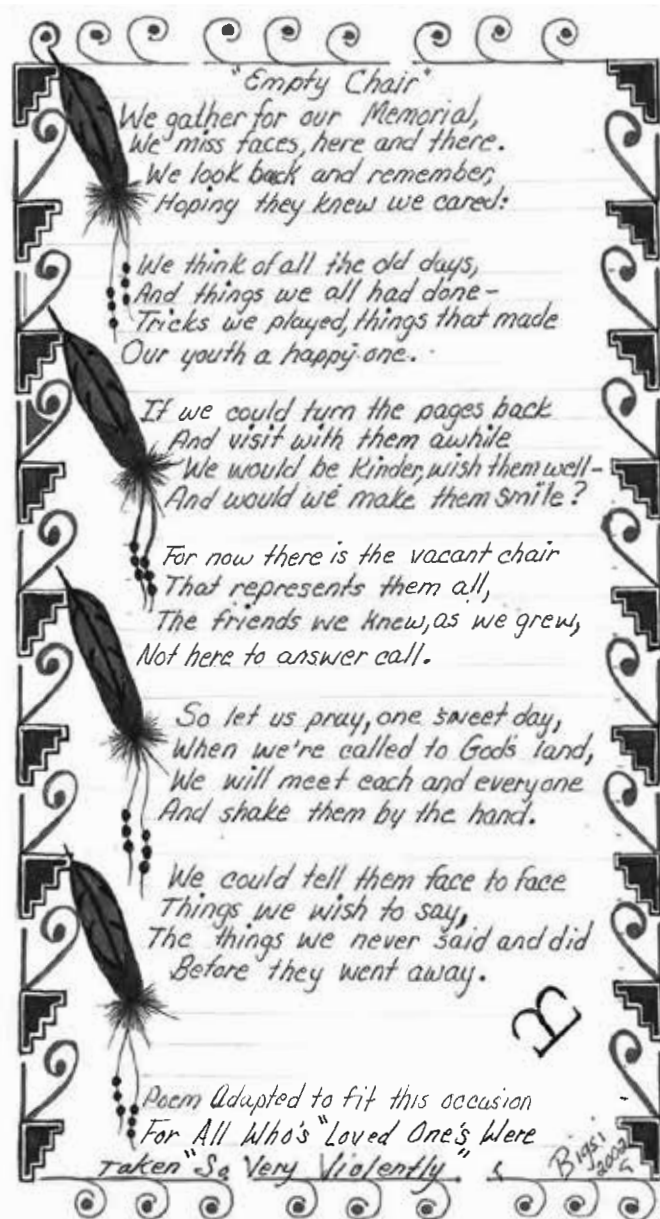 "Empty Chair"
We gather for our Memorial,
We miss faces, here and there.
We look back and remember,
Hoping they knew we cared:
We think of all the old days,
And things we all had done-
Tricks we played, things that made
Our youth a happy one.
If we could turn the pages back
And visit with them awhile
We would be kinder, wish them well-
And would we make them smile?
For now there is the vacant chair
That represents them all,
The friends we knew, as we grew,
Not here to answer call.
So let us pray, one sweet day,
When we're called to God's land,
We will meet each and everyone
And shake them by the hand.
We could tell them face to face
Things we wish to say,
The things we never said and did
Before they went away.
Poem Adapted to fit this occasion
For All Who's "Loved One's Were
Taken "So Very Violently"
2002